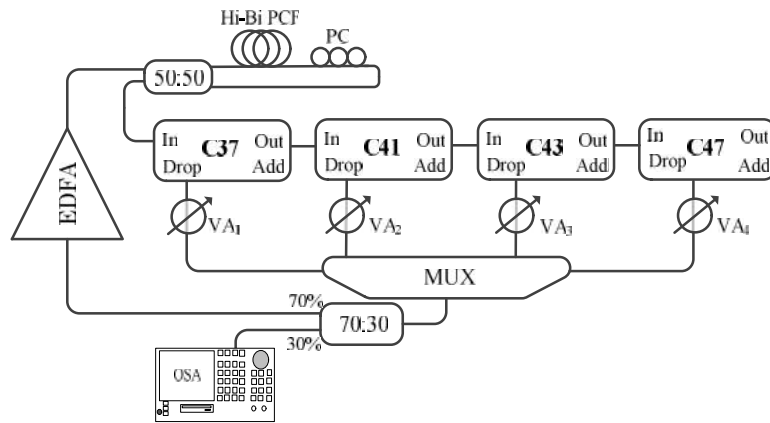 Hi-Bi PCF
PC
50:50
In C37 Out
Drop Add
In C41 Out
Drop Add
In C43 Out
Drop Add
In C47 Out
Drop Add
EDFA
VA1
VA2
VA3
VA4
MUX
70%
70:30
30%
OSA